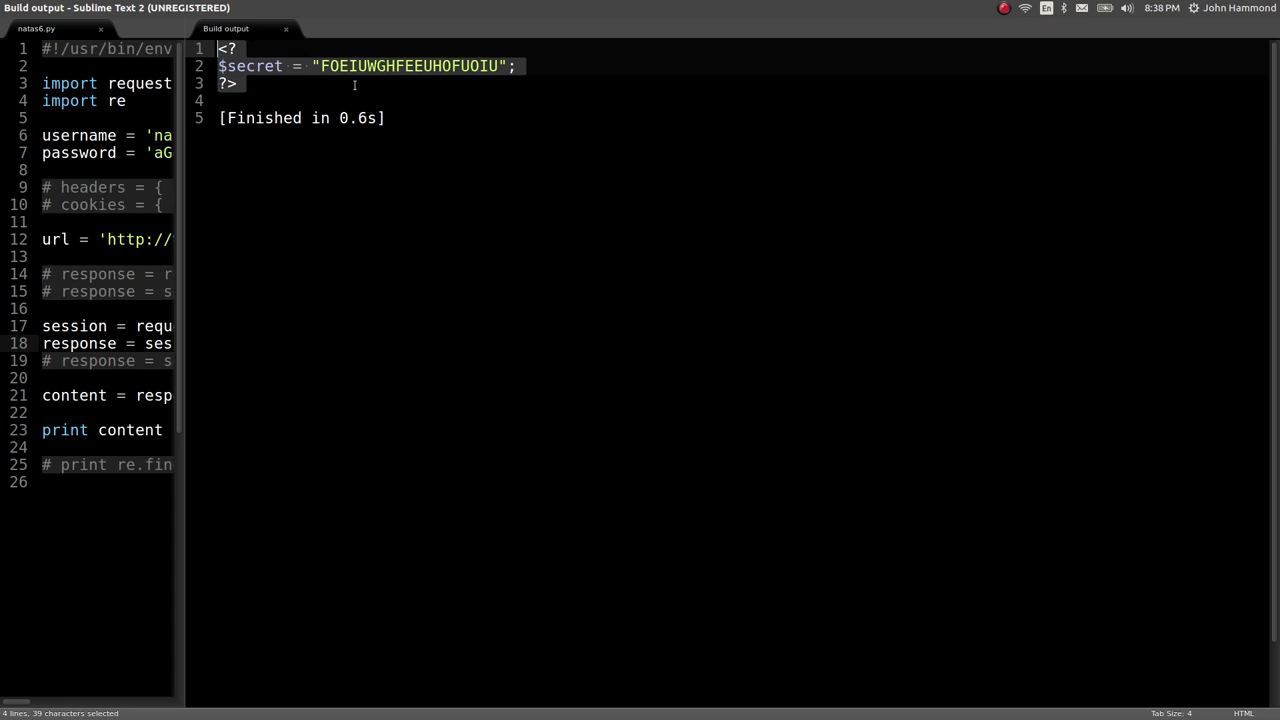 Build output - Sublime Text 2 (UNREGISTERED)
En
8:38 PM
John Hammond
natas6.py
Build output
1 #!/usr/bin/env
2
3 import request
4 import re
5
6 username = 'na
7 password = 'aG
8
9 # headers = {
10 # cookies = {
11
12 url = 'http://
13
14 # response = r
15 # response = s
16
17 session = requ
18 response = ses
19 # response = s
20
21 content = resp
22
23 print content
24
25 # print re.fin
26
1 <?
2 $secret = "FOEIUWGHFEEUHOFUOIU";
3 ?>
4
5 [Finished in 0.6s]
4 lines, 39 characters selected
Tab Size: 4
HTML